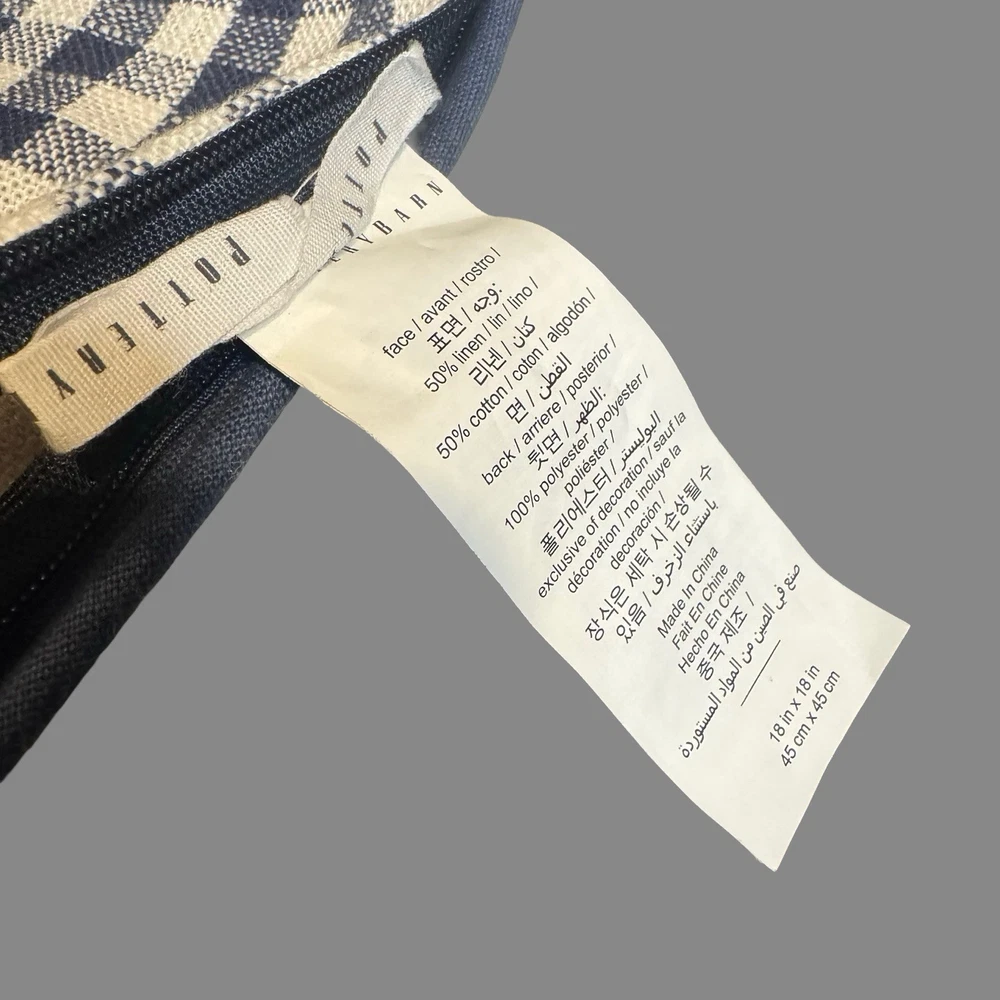 POTTERY
POTTE
RYBARN
face / avant / rostro /
표면 / وجه:
50% linen / lin / lino /
리넨 / كتان
50% cotton / coton / algodón /
면 / القطن
back / arriere / posterior /
뒷면 / الظهر:
100% polyester / polyester /
poliéster /
폴리에스터 / البوليستر
exclusive of decoration / sauf la
décoration / no incluye la
decoración /
장식은 세탁 시 손상될 수
있음 / باستثناء الزخرف
Made In China
Fait En Chine
Hecho En China
중국 제조 /
صنع في الصين من المواد المستوردة
18 in x 18 in
45 cm x 45 cm